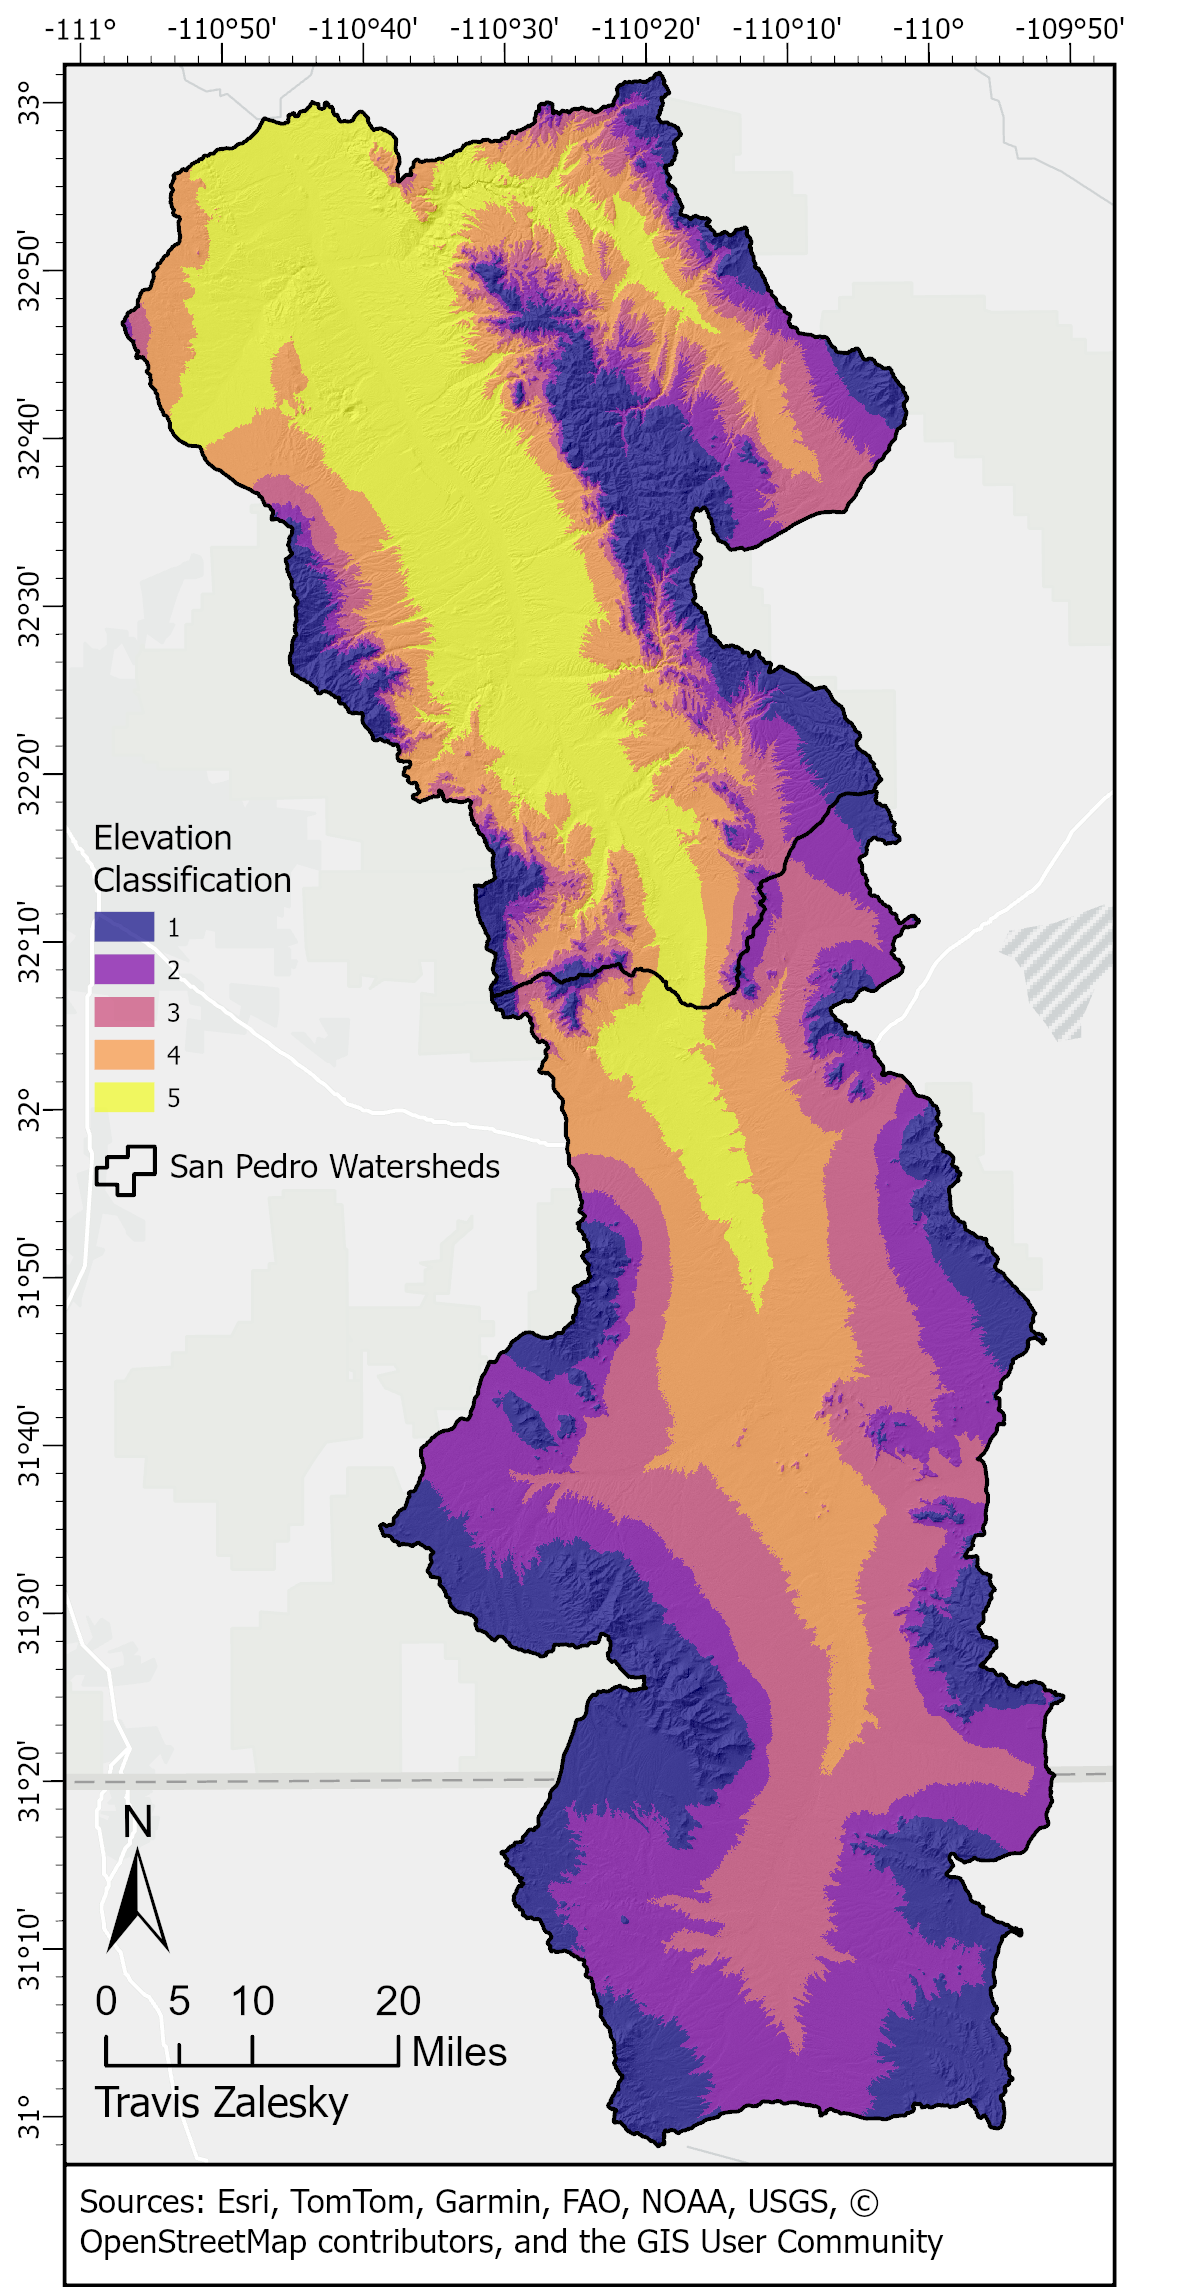 -111° -110°50' -110°40' -110°30' -110°20' -110°10' -110° -109°50'
33°
32°50'
32°40'
32°30'
32°20'
32°10'
32°
31°50'
31°40'
31°30'
31°20'
31°10'
31°
Elevation
Classification
1
2
3
4
5
San Pedro Watersheds
N
0 5 10 20
Miles
Travis Zalesky
Sources: Esri, TomTom, Garmin, FAO, NOAA, USGS, ©
OpenStreetMap contributors, and the GIS User Community